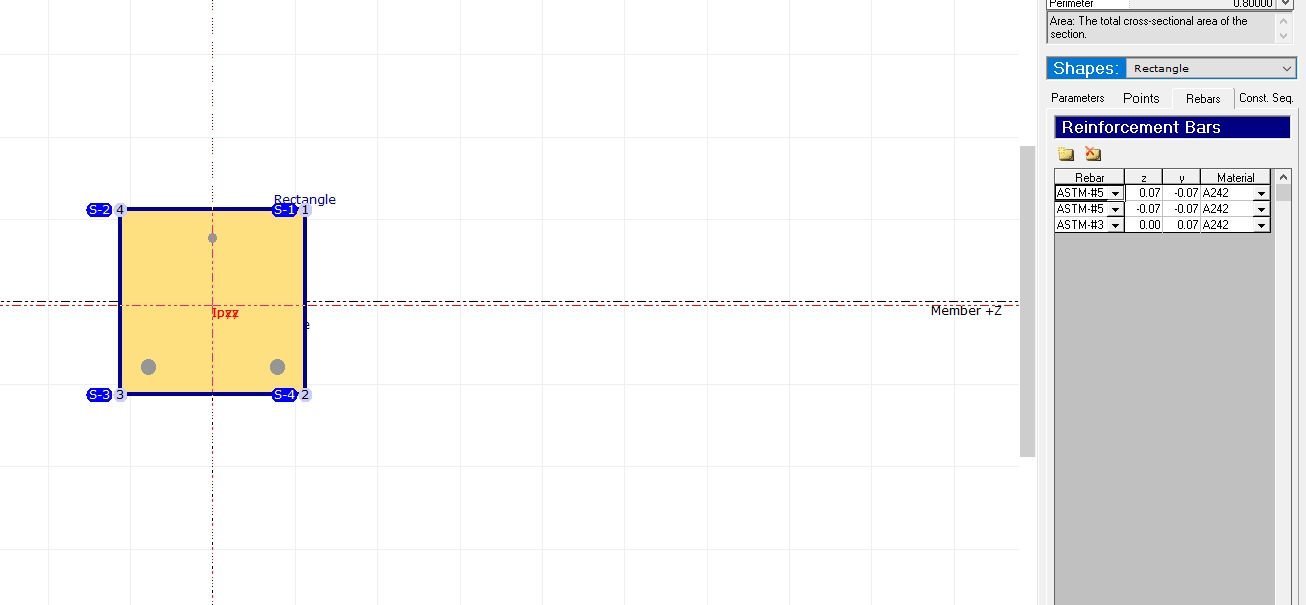 Perimeter 0.80000
Area: The total cross-sectional area of the
section.
Shapes: Rectangle
Parameters Points Rebars Const. Seq.
Reinforcement Bars
Rebar z y Material
ASTM-#5 0.07 -0.07 A242
ASTM-#5 -0.07 -0.07 A242
ASTM-#3 0.00 0.07 A242
Rectangle
S-2 4 S-1 1
Member +Z
e
S-3 3 S-4 2